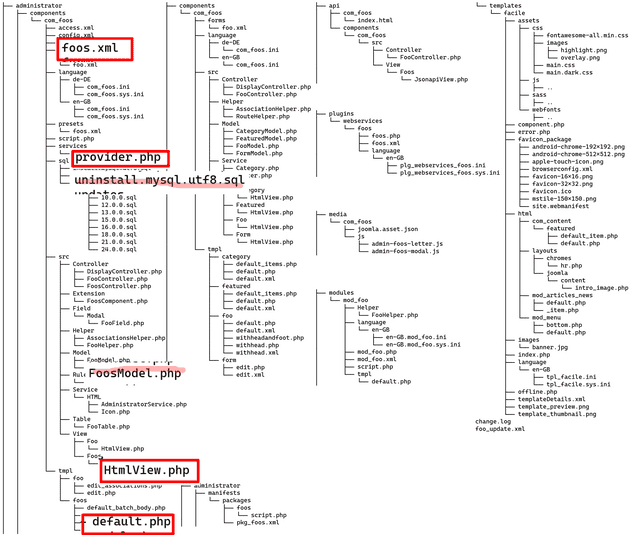 administrator
components
com_foos
access.xml
config.xml
foos.xml
foo.xml
language
de-DE
com_foos.ini
com_foos.sys.ini
en-GB
com_foos.ini
com_foos.sys.ini
presets
foos.xml
script.php
services
provider.php
sql
uninstall.mysql.utf8.sql
updates
10.0.0.sql
12.0.0.sql
13.0.0.sql
15.0.0.sql
16.0.0.sql
18.0.0.sql
21.0.0.sql
24.0.0.sql
src
Controller
DisplayController.php
FooController.php
FoosController.php
Extension
FoosComponent.php
Field
Modal
FooField.php
Helper
AssociationsHelper.php
FooHelper.php
Model
FooModel.php
FoosModel.php
Rule
Service
HTML
AdministratorService.php
Icon.php
Table
FooTable.php
View
Foo
HtmlView.php
Foos
HtmlView.php
tmpl
foo
edit_associations.php
edit.php
foos
default_batch_body.php
default.php
components
com_foos
forms
foo.xml
language
de-DE
com_foos.ini
en-GB
com_foos.ini
src
Controller
DisplayController.php
FooController.php
Helper
AssociationHelper.php
RouteHelper.php
Model
CategoryModel.php
FeaturedModel.php
FooModel.php
FormModel.php
Service
Category.php
HtmlView.php
Featured
HtmlView.php
Foo
HtmlView.php
Form
HtmlView.php
tmpl
category
default_items.php
default.php
default.xml
featured
default_items.php
default.php
default.xml
foo
default.php
default.xml
withheadandfoot.php
withhead.php
withhead.xml
form
edit.php
edit.xml
administrator
manifests
packages
foos
script.php
pkg_foos.xml
api
com_foo
index.html
components
com_foo
src
Controller
FooController.php
View
Foos
JsonapiView.php
plugins
webservices
foos
foos.php
foos.xml
language
en-GB
plg_webservices_foos.ini
plg_webservices_foos.sys.ini
media
com_foos
joomla.asset.json
js
admin-foos-letter.js
admin-foos-modal.js
modules
mod_foo
Helper
FooHelper.php
language
en-GB
en-GB.mod_foo.ini
en-GB.mod_foo.sys.ini
mod_foo.php
mod_foo.xml
script.php
tmpl
default.php
templates
facile
assets
css
fontawesome-all.min.css
images
highlight.png
overlay.png
main.css
main.dark.css
js
..
sass
..
webfonts
..
component.php
error.php
favicon_package
android-chrome-192×192.png
android-chrome-512×512.png
apple-touch-icon.png
browserconfig.xml
favicon-16×16.png
favicon-32×32.png
favicon.ico
mstile-150×150.png
site.webmanifest
html
com_content
featured
default_item.php
default.php
layouts
chromes
hr.php
joomla
content
intro_image.php
mod_articles_news
default.php
_item.php
mod_menu
bottom.php
default.php
images
banner.jpg
index.php
language
en-GB
tpl_facile.ini
tpl_facile.sys.ini
offline.php
templateDetails.xml
template_preview.png
template_thumbnail.png
change.log
foo_update.xml